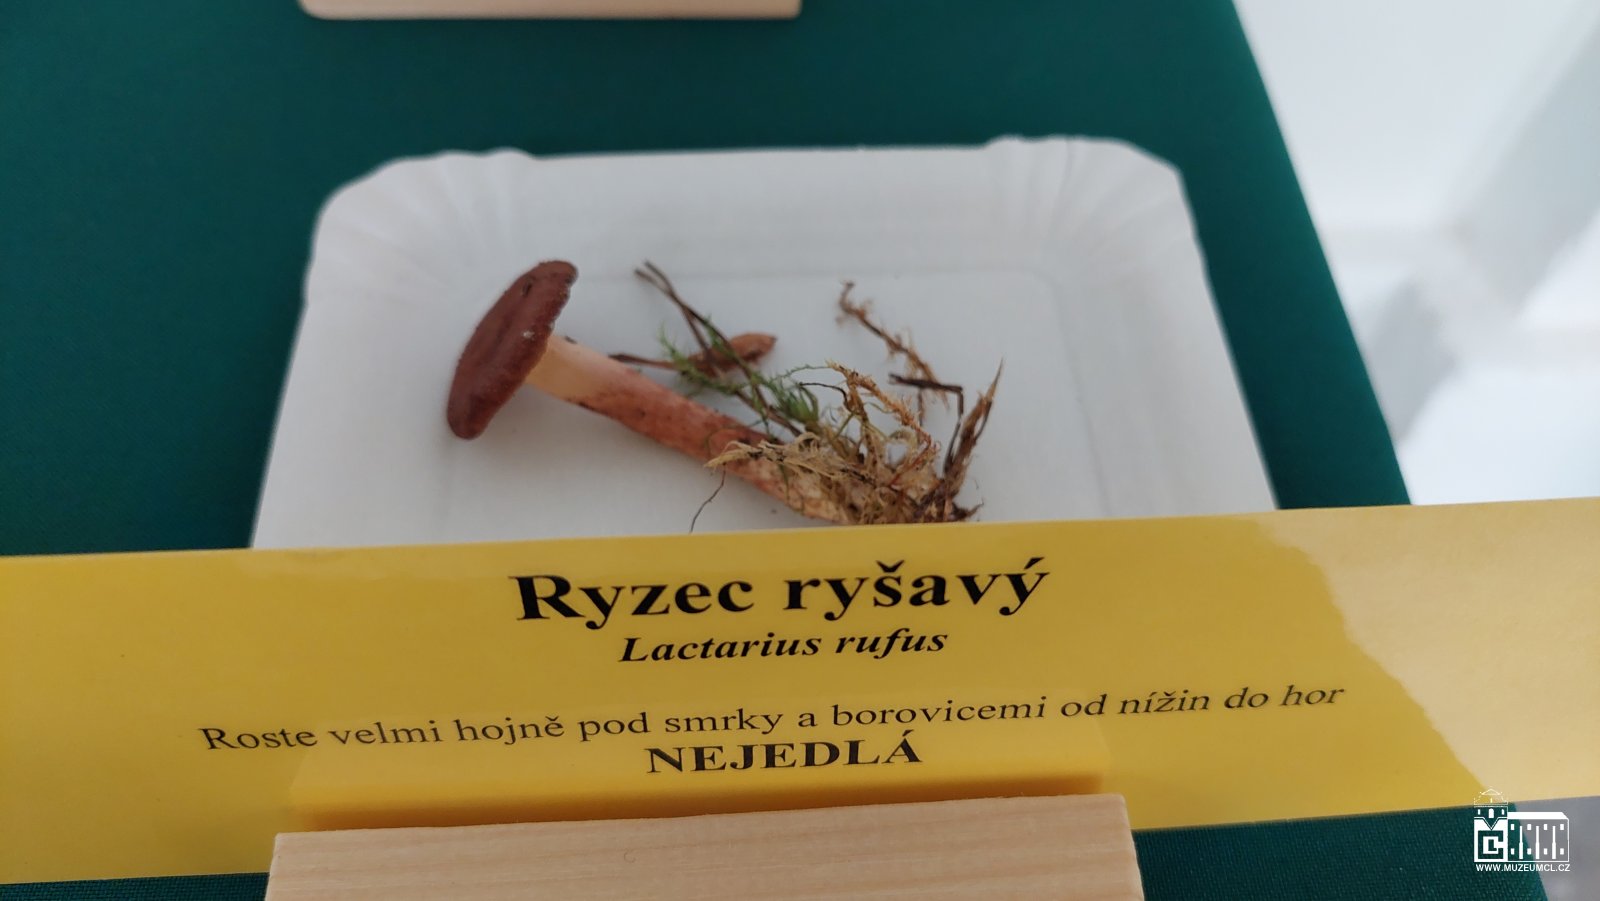 Ryzec ryšavý
Lactarius rufus
Roste velmi hojně pod smrky a borovicemi od nížin do hor
NEJEDLÁ
WWW.MUZEUMCL.CZ